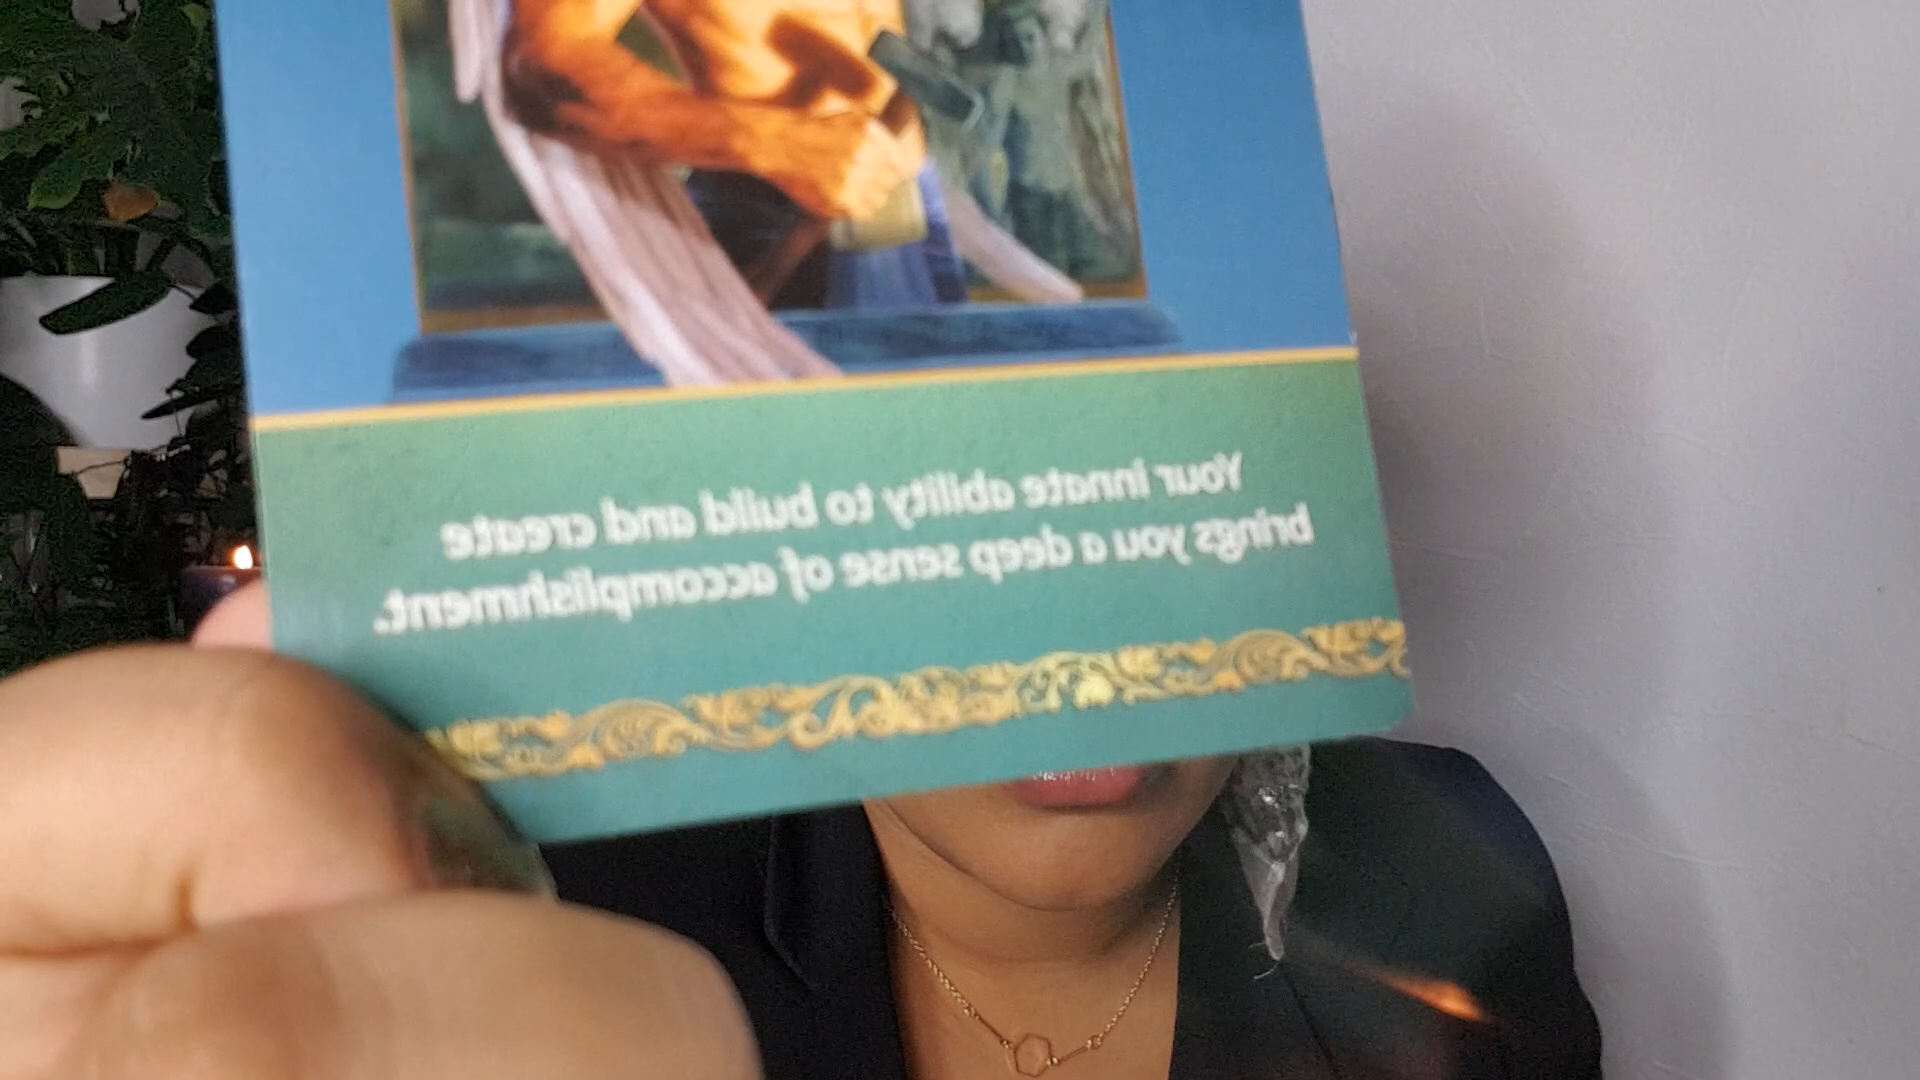 Your innate ability to build and create
brings you a deep sense of accomplishment.